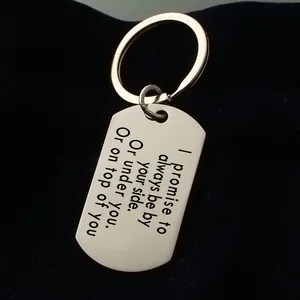 I promise to
always be by
your side.
Or under you.
Or on top of you